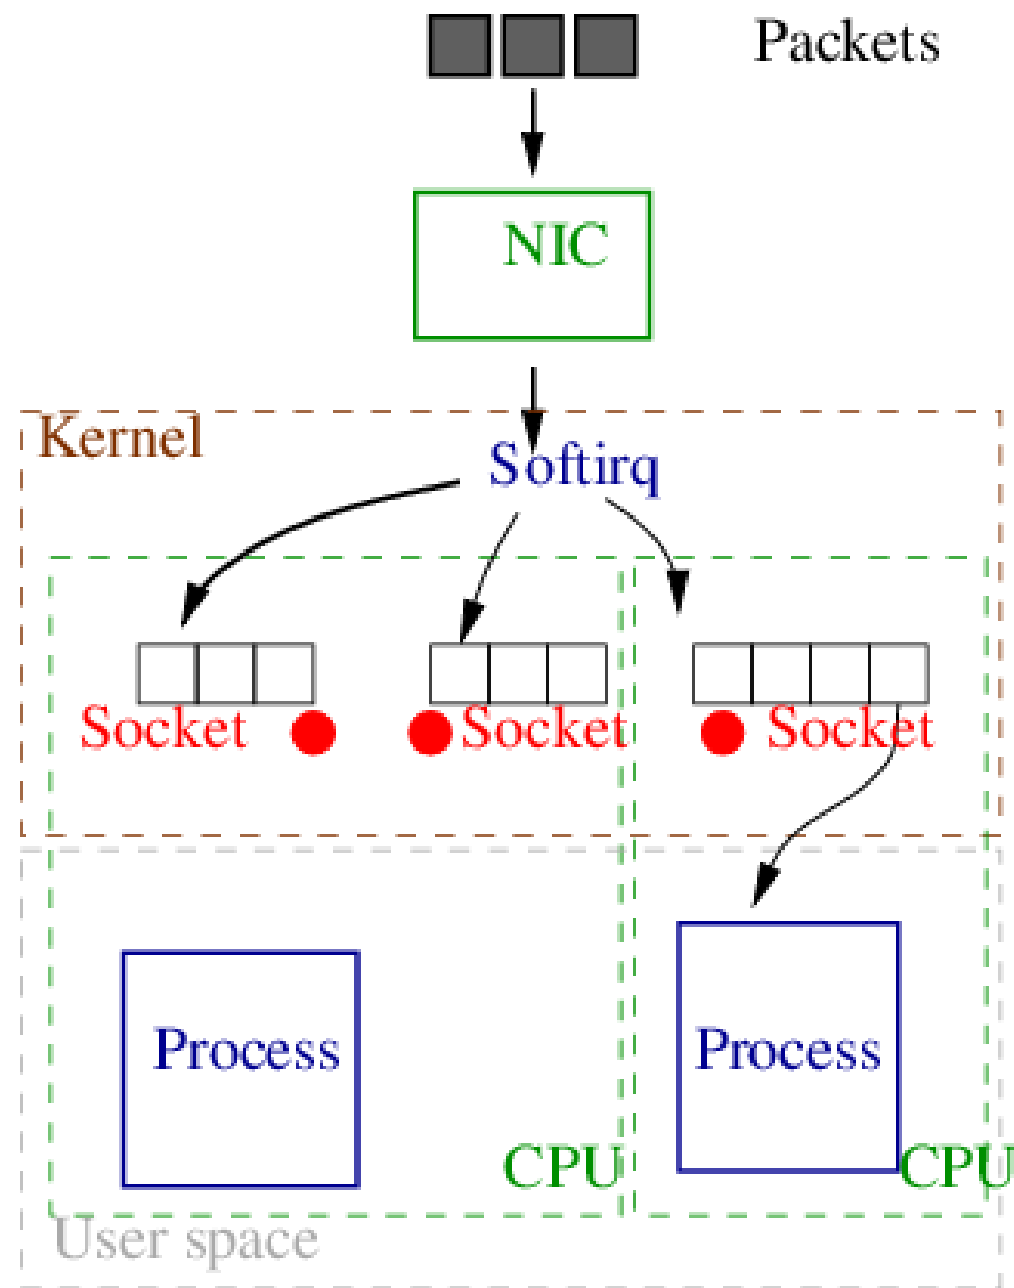 Packets
NIC
Kernel
Softirq
Socket
Socket
Socket
Process
Process
CPU
CPU
User space